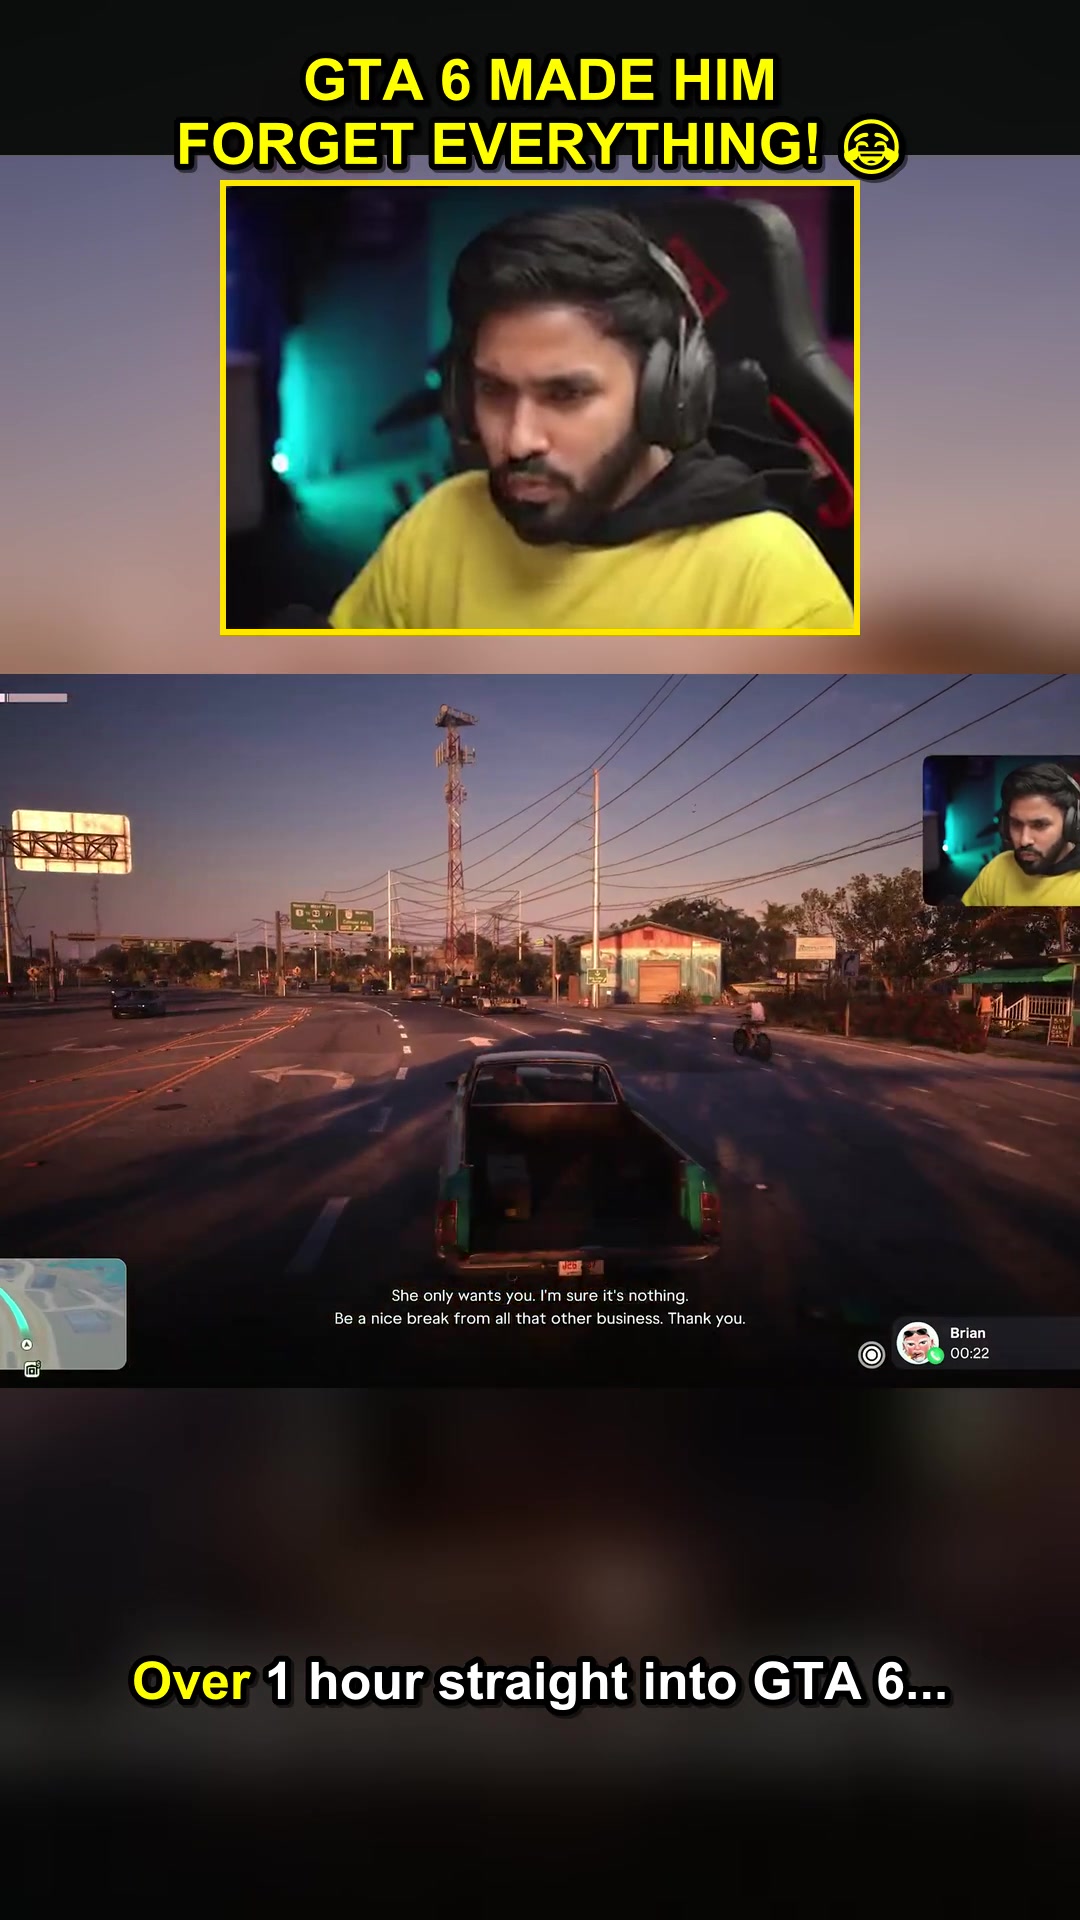 GTA 6 MADE HIM
FORGET EVERYTHING! 😂
She only wants you. I'm sure it's nothing.
Be a nice break from all that other business. Thank you.
Brian
00:22
Over 1 hour straight into GTA 6...